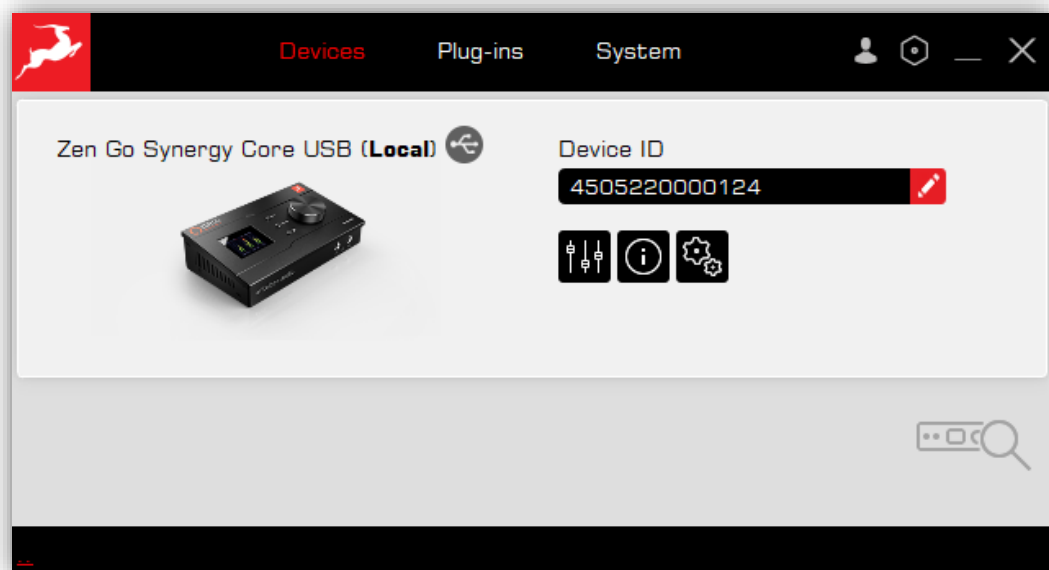 Devices Plug-ins System
Zen Go Synergy Core USB (Local)
Device ID
4505220000124